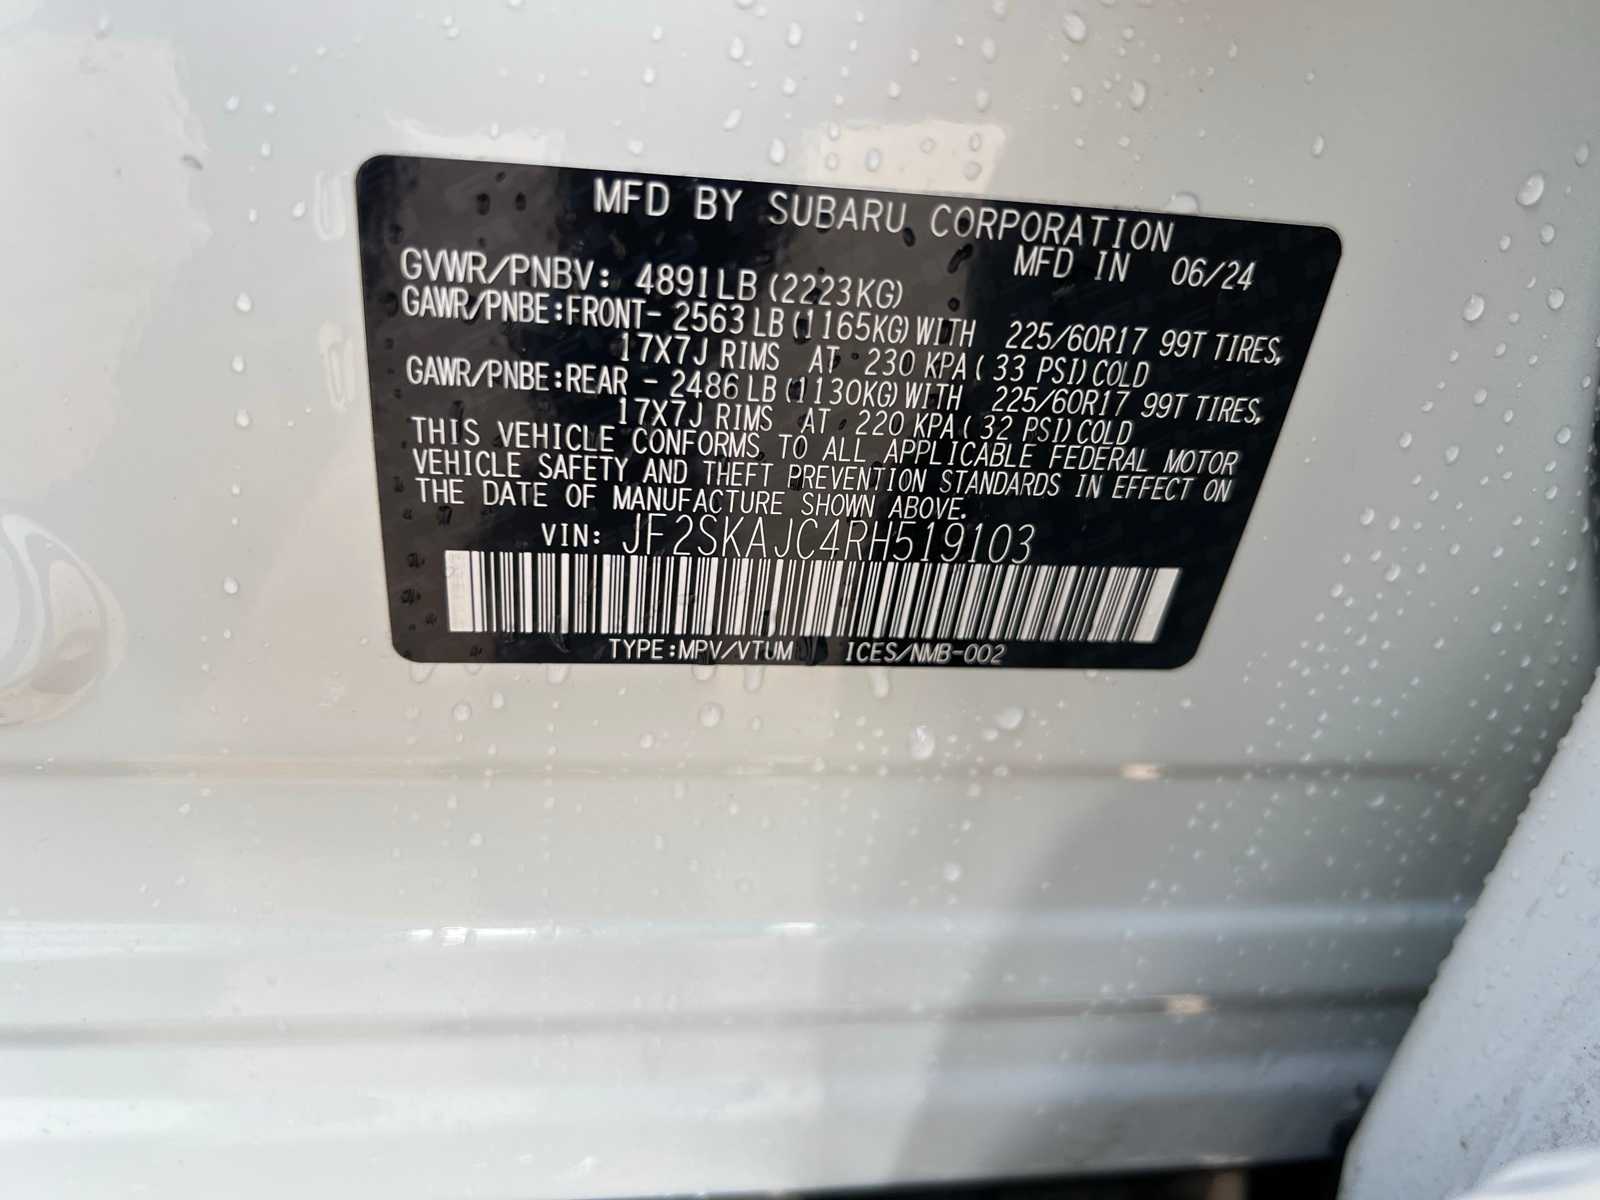 MFD BY SUBARU CORPORATION
MFD IN 06/24
GVWR/PNBV: 4891LB (2223KG)
GAWR/PNBE:FRONT- 2563 LB (1165KG) WITH 225/60R17 99T TIRES,
17X7J RIMS AT 230 KPA ( 33 PSI) COLD
GAWR/PNBE:REAR - 2486 LB (1130KG) WITH 225/60R17 99T TIRES,
17X7J RIMS AT 220 KPA ( 32 PSI) COLD
THIS VEHICLE CONFORMS TO ALL APPLICABLE FEDERAL MOTOR
VEHICLE SAFETY AND THEFT PREVENTION STANDARDS IN EFFECT ON
THE DATE OF MANUFACTURE SHOWN ABOVE.
VIN: JF2SKAJC4RH519103
TYPE:MPV/VTUM ICES/NMB-002